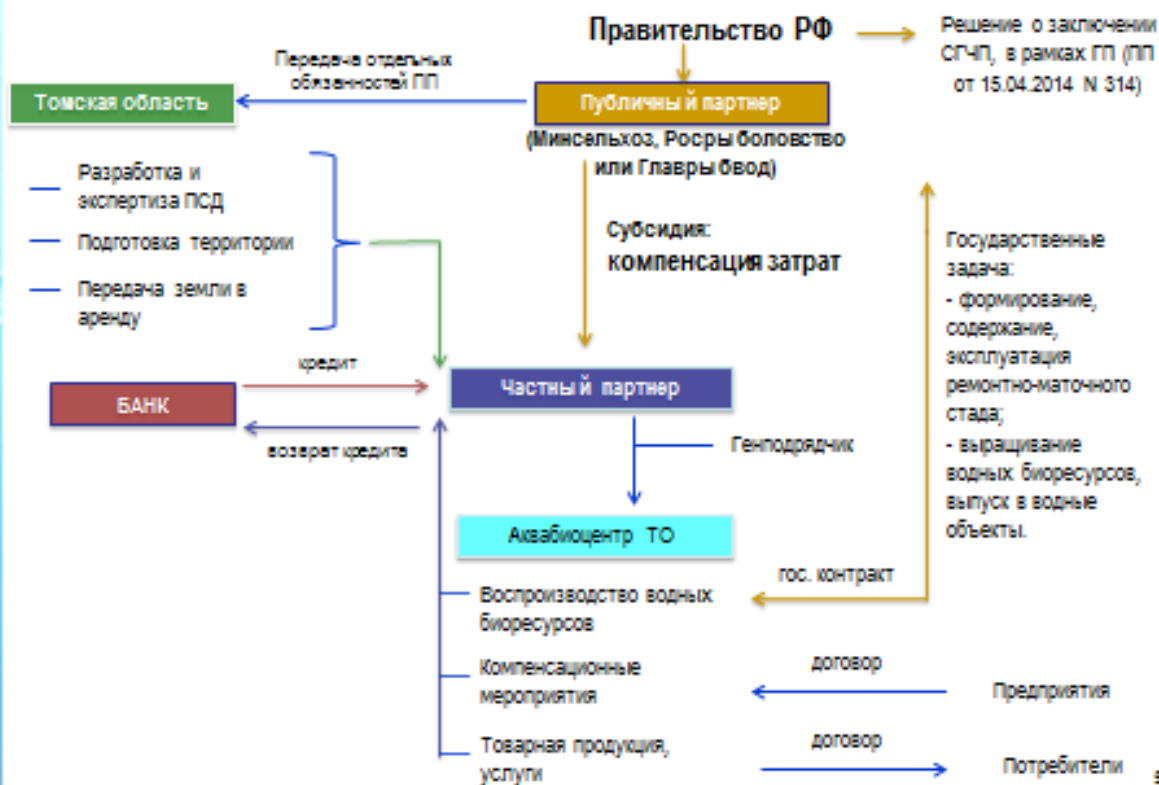 Правительство РФ
Решение о заключении
СГЧП, в рамках ГП (ПП
от 15.04.2014 N 314)
Передача отдельных
обязанностей ПП
Томская область
Публичный партнер
(Минсельхоз, Росрыболовство
или Главрыбвод)
Разработка и
экспертиза ПСД
Подготовка территории
Передача земли в
аренду
Субсидия:
компенсация затрат
Государственные
задача:
- формирование,
содержание,
эксплуатация
ремонтно-маточного
стада;
- выращивание
водных биоресурсов,
выпуск в водные
объекты.
кредит
БАНК
Частный партнер
возврат кредита
Генподрядчик
Аквабиоцентр ТО
гос. контракт
Воспроизводство водных
биоресурсов
Компенсационные
мероприятия
договор
Предприятия
Товарная продукция,
услуги
договор
Потребители